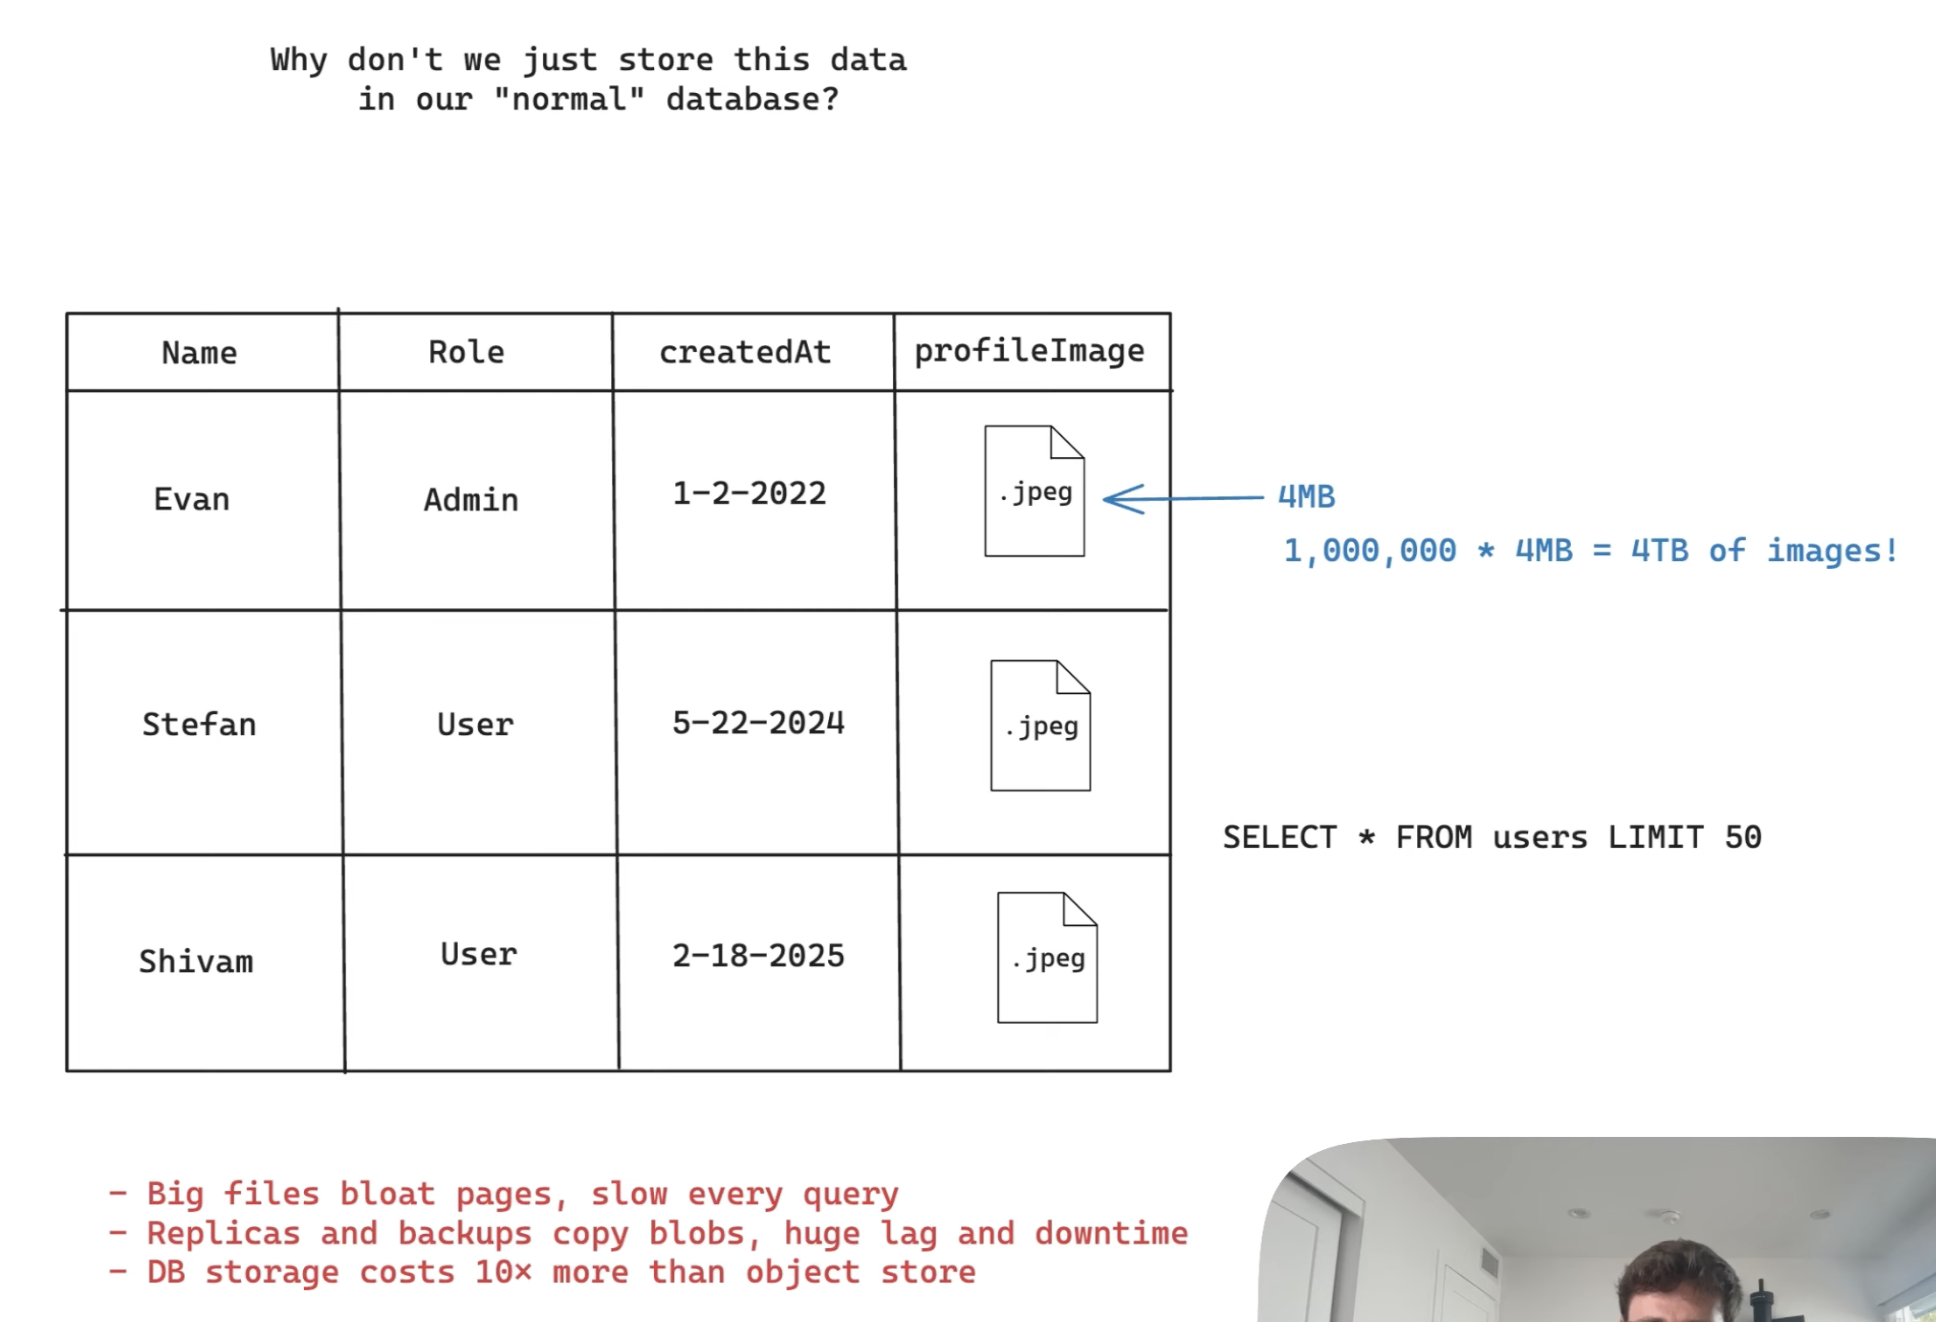 Why don't we just store this data
in our "normal" database?
Name Role createdAt profileImage
Evan Admin 1-2-2022 .jpeg
4MB
1,000,000 * 4MB = 4TB of images!
Stefan User 5-22-2024 .jpeg
SELECT * FROM users LIMIT 50
Shivam User 2-18-2025 .jpeg
- Big files bloat pages, slow every query
- Replicas and backups copy blobs, huge lag and downtime
- DB storage costs 10× more than object store